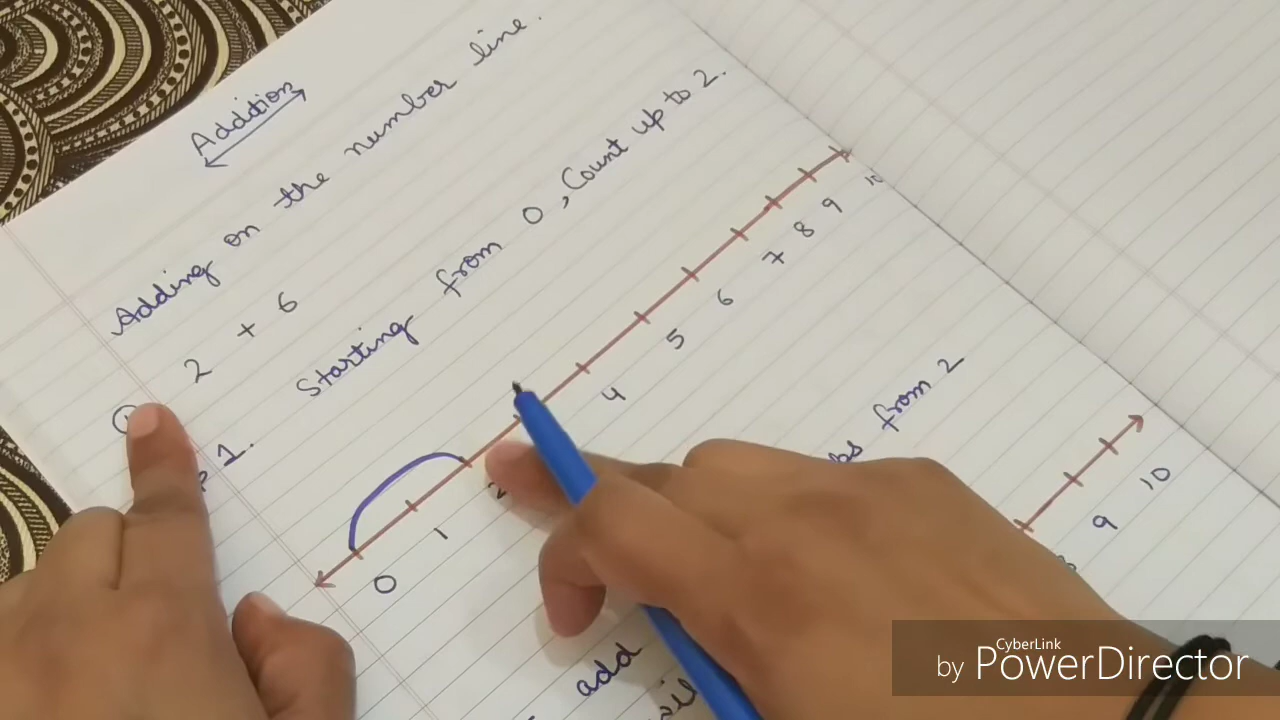 Addition
Adding on the number line.
2 + 6
1. Starting from 0, Count up to 2.
0 1 2 4 5 6 7 8 9 10
from 2
9 10
add
CyberLink
by PowerDirector